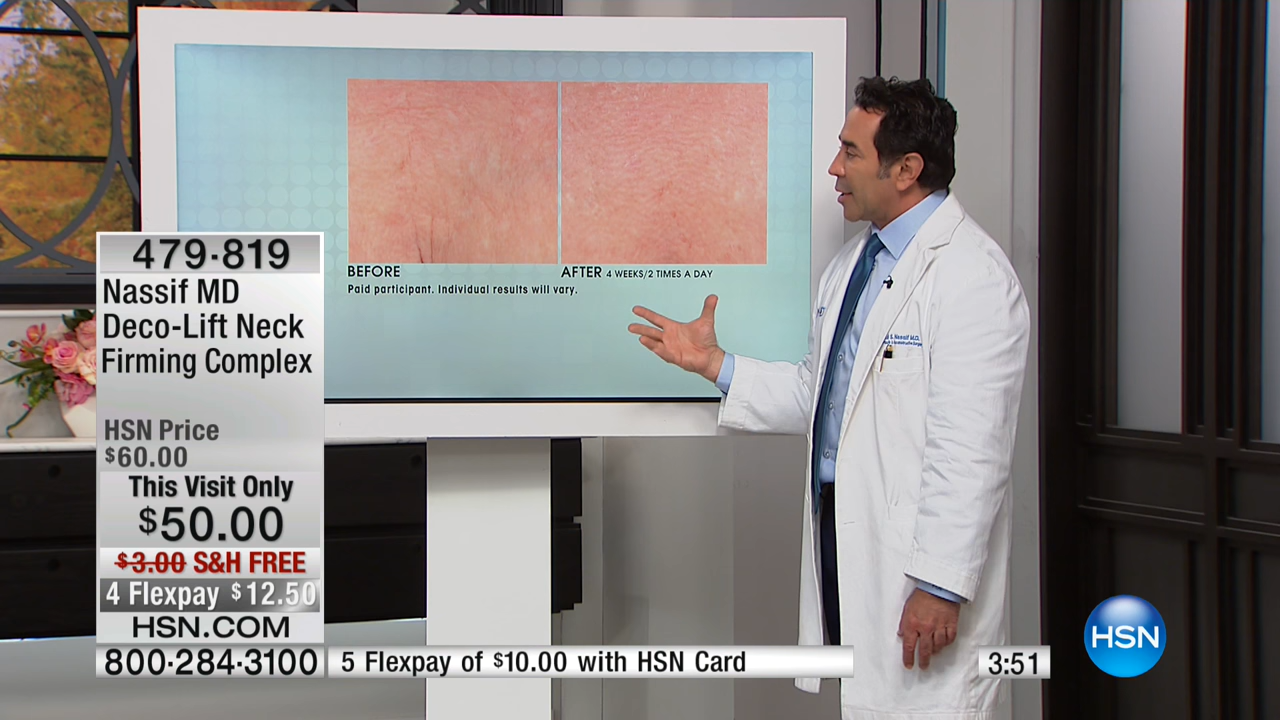 BEFORE
AFTER 4 WEEKS/2 TIMES A DAY
Paid participant. Individual results will vary.
479-819
Nassif MD
Deco-Lift Neck
Firming Complex
HSN Price
$60.00
This Visit Only
$50.00
$3.00 S&H FREE
4 Flexpay $12.50
HSN.COM
800·284·3100
5 Flexpay of $10.00 with HSN Card
3:51
HSN
Nassif M.D.